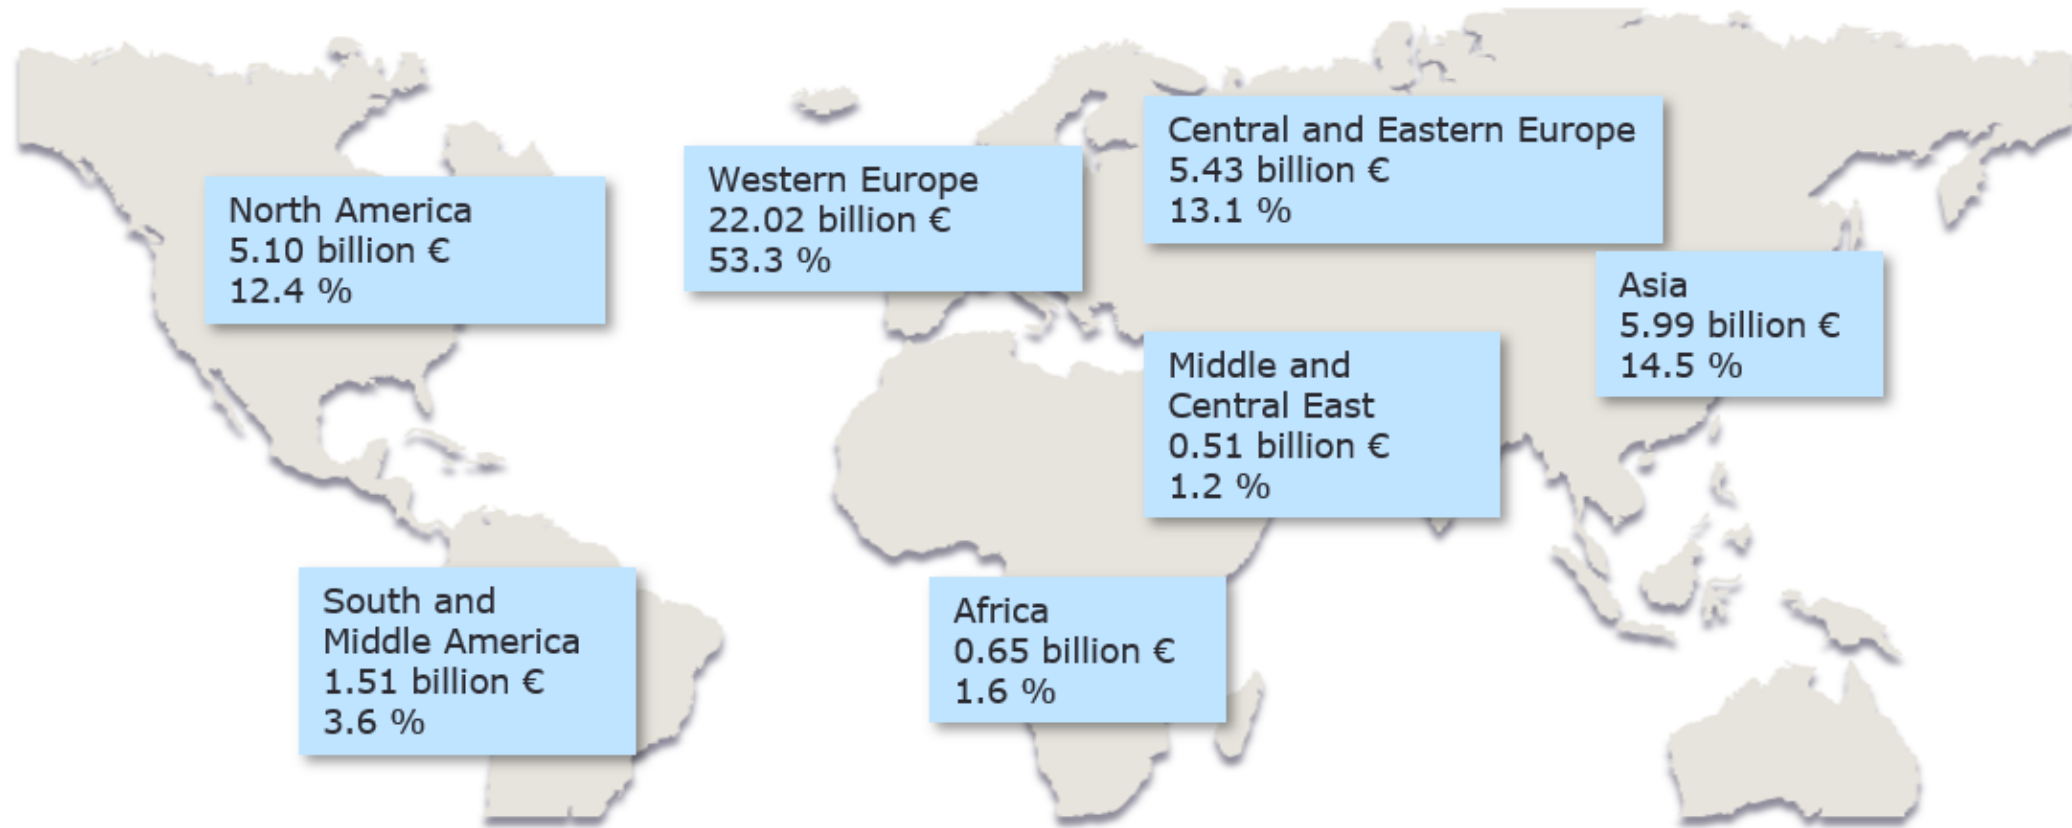 Central and Eastern Europe
5.43 billion €
13.1 %
Western Europe
22.02 billion €
53.3 %
North America
5.10 billion €
12.4 %
Asia
5.99 billion €
14.5 %
Middle and
Central East
0.51 billion €
1.2 %
South and
Middle America
1.51 billion €
3.6 %
Africa
0.65 billion €
1.6 %